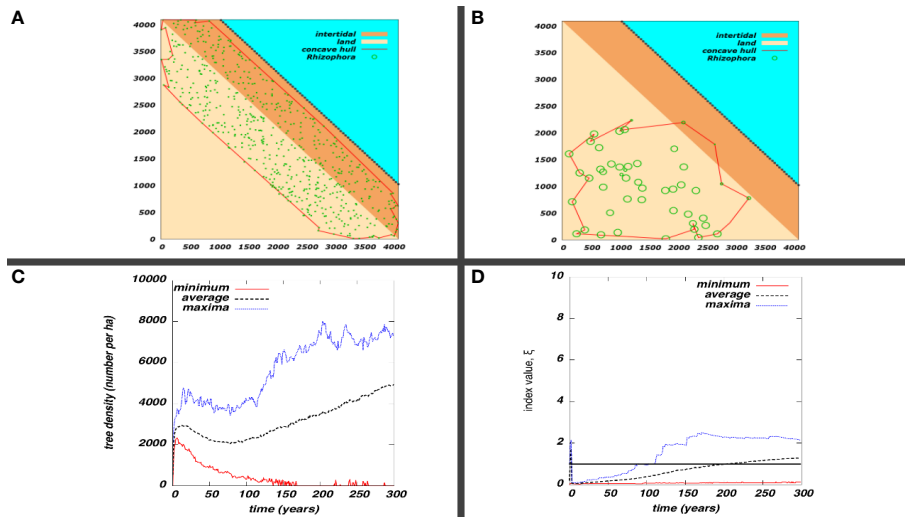 A
4000
3500
3000
2500
2000
1500
1000
500
0
0 500 1000 1500 2000 2500 3000 3500 4000
intertidal
land
concave hull
Rhizophora
B
4000
3500
3000
2500
2000
1500
1000
500
0
0 500 1000 1500 2000 2500 3000 3500 4000
intertidal
land
concave hull
Rhizophora
C
tree density (number per ha)
10000
8000
6000
4000
2000
0
0 50 100 150 200 250 300
time (years)
minimum
average
maxima
D
index value, ξ
10
8
6
4
2
0
0 50 100 150 200 250 300
time (years)
minimum
average
maxima